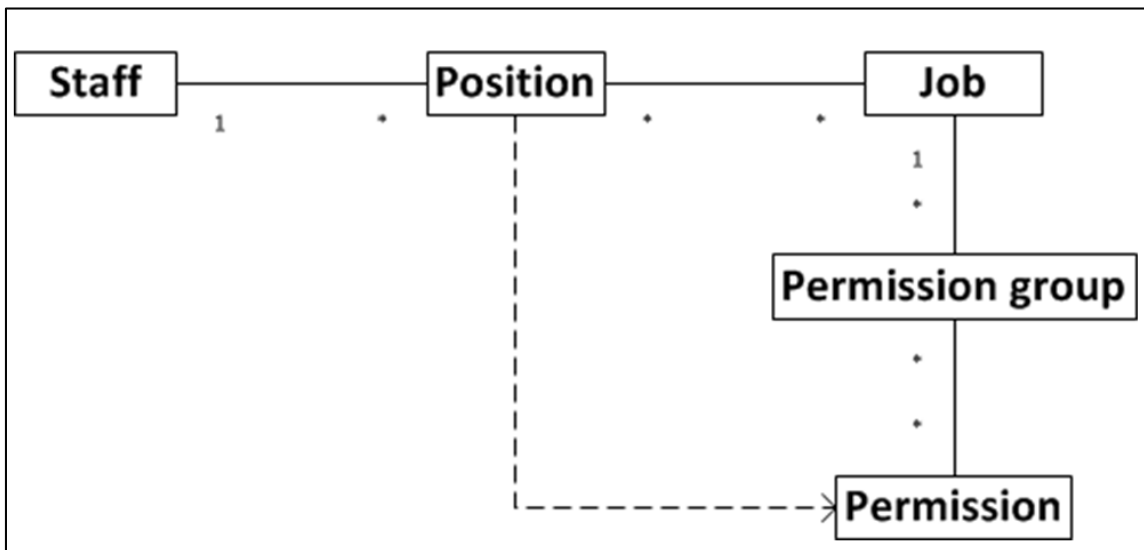 Staff
Position
Job
1
*
*
*
1
*
Permission group
*
*
Permission